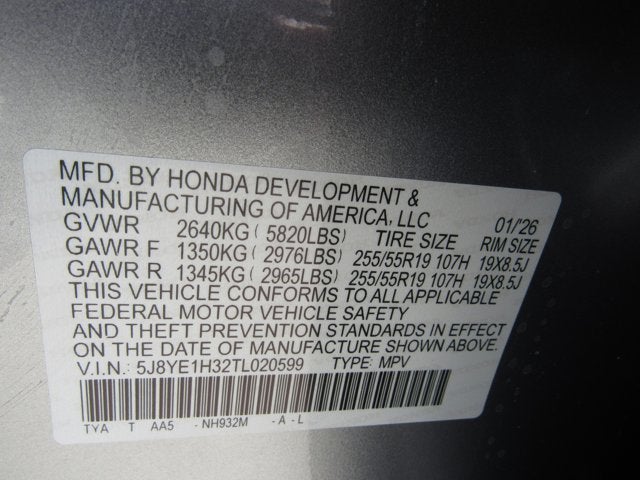 MFD. BY HONDA DEVELOPMENT &
MANUFACTURING OF AMERICA, LLC 01/'26
GVWR 2640KG ( 5820LBS) TIRE SIZE RIM SIZE
GAWR F 1350KG ( 2976LBS) 255/55R19 107H 19X8.5J
GAWR R 1345KG ( 2965LBS) 255/55R19 107H 19X8.5J
THIS VEHICLE CONFORMS TO ALL APPLICABLE
FEDERAL MOTOR VEHICLE SAFETY
AND THEFT PREVENTION STANDARDS IN EFFECT
ON THE DATE OF MANUFACTURE SHOWN ABOVE.
V.I.N.: 5J8YE1H32TL020599 TYPE: MPV
TYA T AA5 - NH932M - A - L